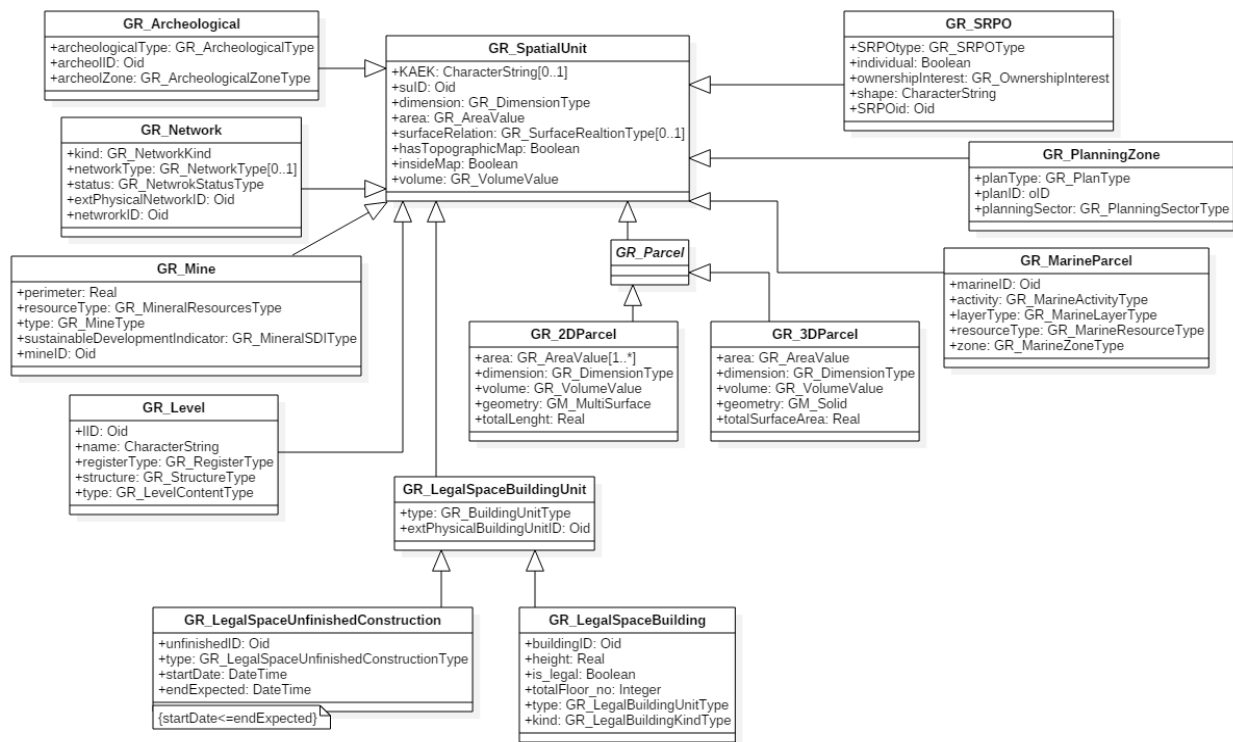 GR_Archeological
+archeologicalType: GR_ArcheologicalType
+archeolID: Oid
+archeolZone: GR_ArcheologicalZoneType
GR_SpatialUnit
+KAEK: CharacterString[0..1]
+suID: Oid
+dimension: GR_DimensionType
+area: GR_AreaValue
+surfaceRelation: GR_SurfaceRealtionType[0..1]
+hasTopographicMap: Boolean
+insideMap: Boolean
+volume: GR_VolumeValue
GR_SRPO
+SRPOtype: GR_SRPOType
+individual: Boolean
+ownershipInterest: GR_OwnershipInterest
+shape: CharacterString
+SRPOid: Oid
GR_Network
+kind: GR_NetworkKind
+networkType: GR_NetworkType[0..1]
+status: GR_NetwrokStatusType
+extPhysicalNetworkID: Oid
+networkID: Oid
GR_PlanningZone
+planType: GR_PlanType
+planID: oID
+planningSector: GR_PlanningSectorType
GR_Parcel
GR_Mine
+perimeter: Real
+resourceType: GR_MineralResourcesType
+type: GR_MineType
+sustainableDevelopmentIndicator: GR_MineralSDIType
+mineID: Oid
GR_MarineParcel
+marineID: Oid
+activity: GR_MarineActivityType
+layerType: GR_MarineLayerType
+resourceType: GR_MarineResourceType
+zone: GR_MarineZoneType
GR_2DParcel
+area: GR_AreaValue[1..*]
+dimension: GR_DimensionType
+volume: GR_VolumeValue
+geometry: GM_MultiSurface
+totalLenght: Real
GR_3DParcel
+area: GR_AreaValue
+dimension: GR_DimensionType
+volume: GR_VolumeValue
+geometry: GM_Solid
+totalSurfaceArea: Real
GR_Level
+lID: Oid
+name: CharacterString
+registerType: GR_RegisterType
+structure: GR_StructureType
+type: GR_LevelContentType
GR_LegalSpaceBuildingUnit
+type: GR_BuildingUnitType
+extPhysicalBuildingUnitID: Oid
GR_LegalSpaceUnfinishedConstruction
+unfinishedID: Oid
+type: GR_LegalSpaceUnfinishedConstructionType
+startDate: DateTime
+endExpected: DateTime
{startDate<=endExpected}
GR_LegalSpaceBuilding
+buildingID: Oid
+height: Real
+is_legal: Boolean
+totalFloor_no: Integer
+type: GR_LegalBuildingUnitType
+kind: GR_LegalBuildingKindType